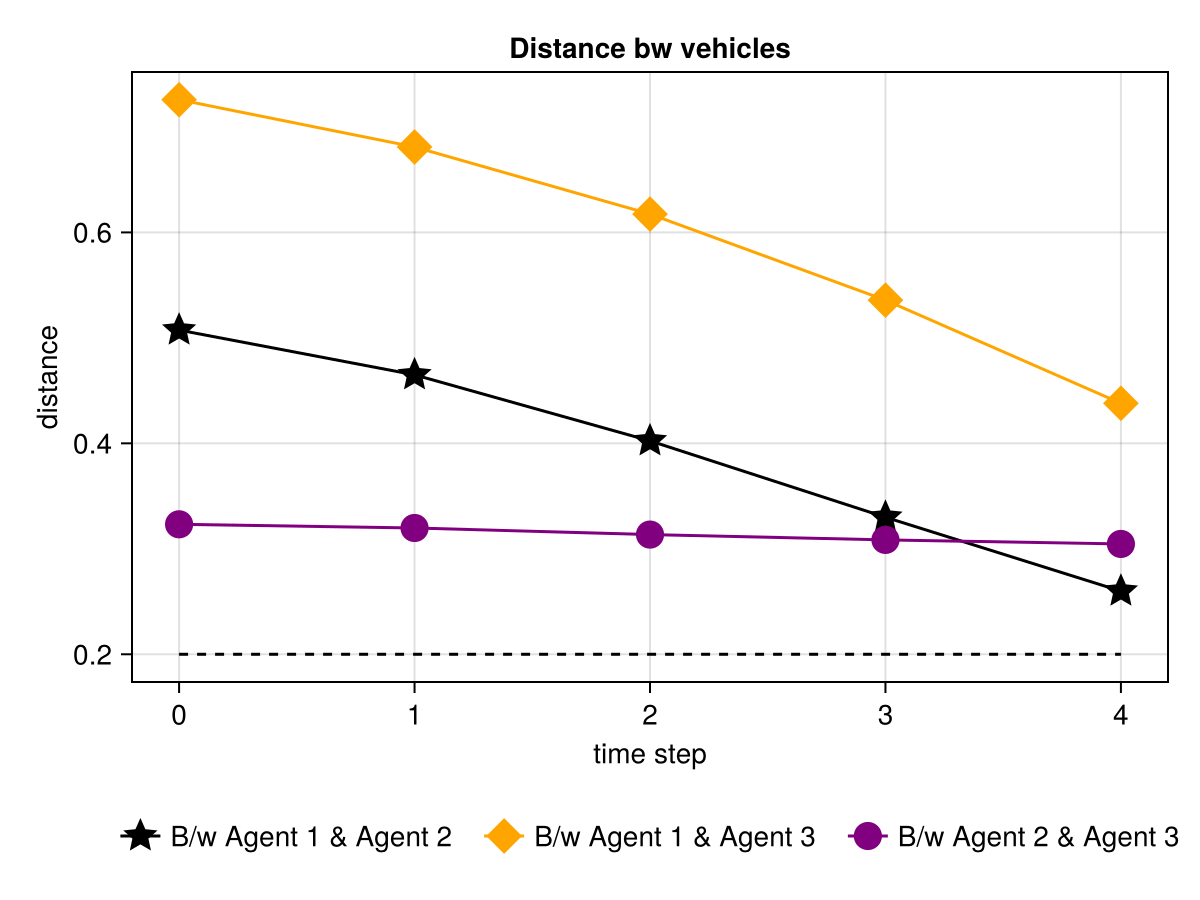 Distance bw vehicles
distance
0.6
0.4
0.2
0 1 2 3 4
time step
B/w Agent 1 & Agent 2 B/w Agent 1 & Agent 3 B/w Agent 2 & Agent 3